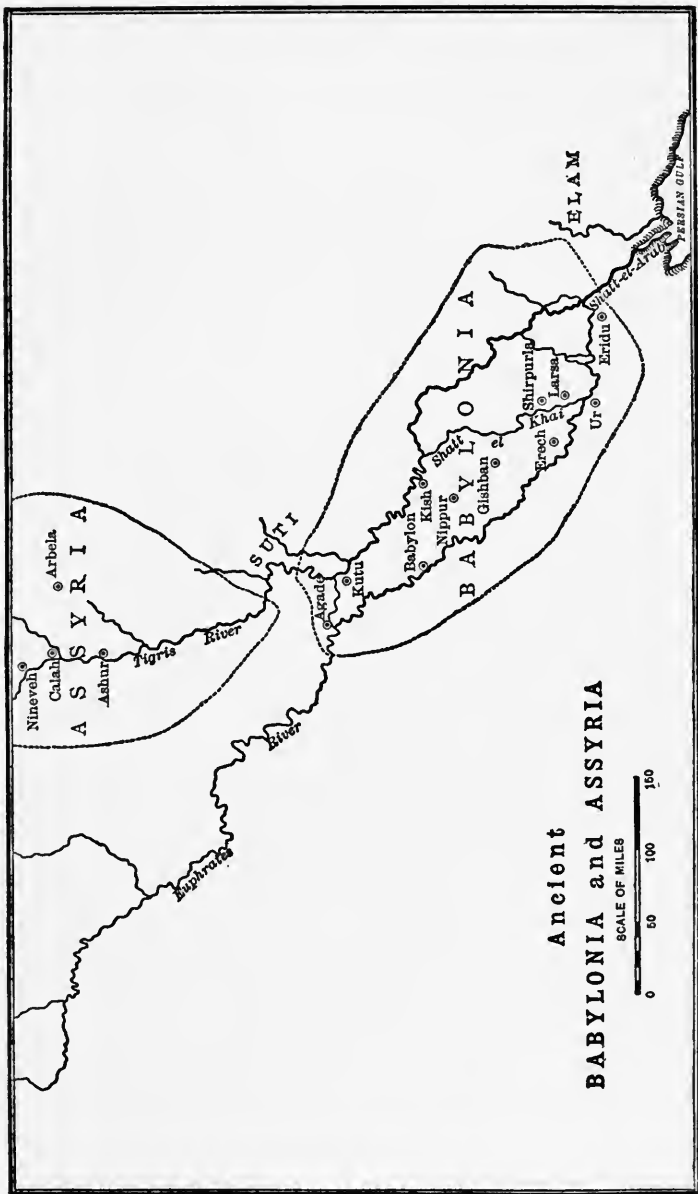 Nineveh
Calah
Ashur
Arbela
ASSYRIA
Tigris River
SUTI
Euphrates River
Agade
Kutu
Babylon
Kish
Nippur
Gishban
BABYLONIA
Shatt el Khai
Shirpurla
Larsa
Erech
Ur
Eridu
ELAM
Shatt-el-Arab
PERSIAN GULF
Ancient
BABYLONIA and ASSYRIA
SCALE OF MILES
0 50 100 150